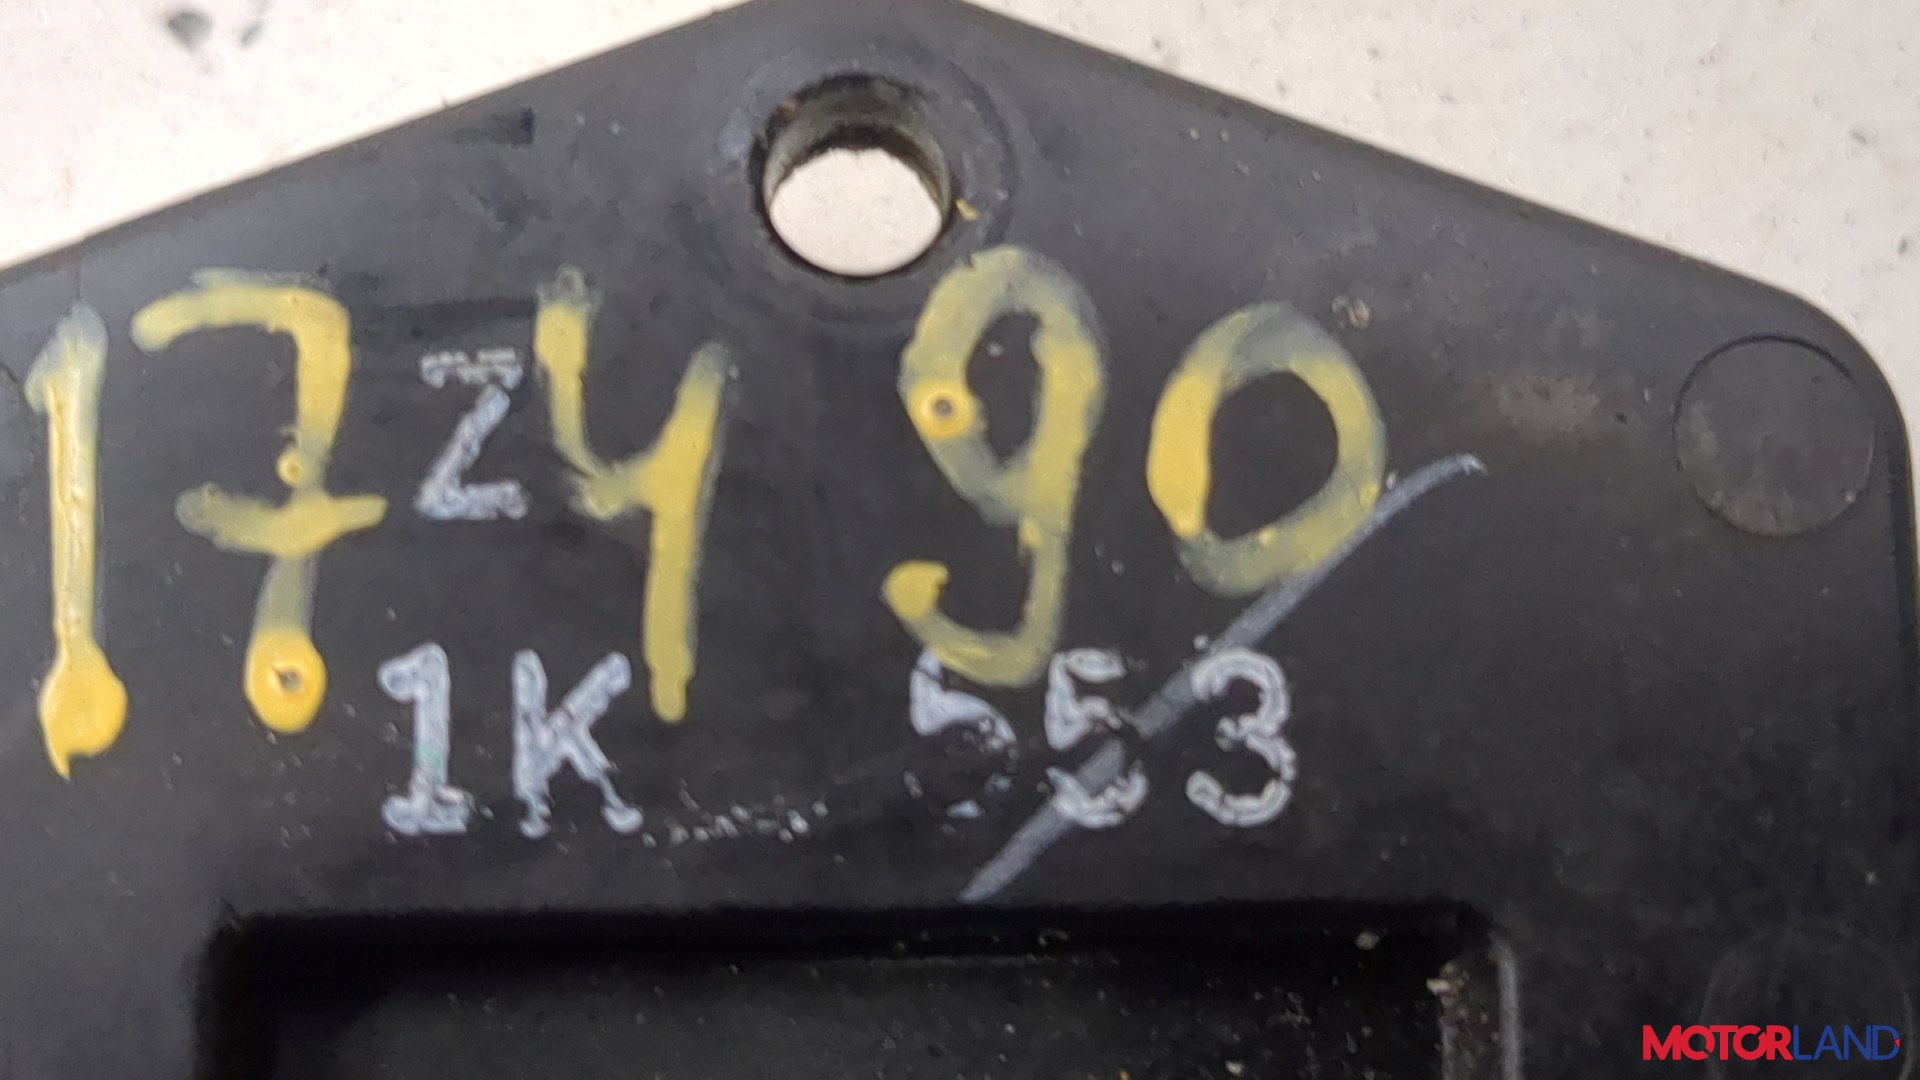 17490
Z
1K 553
MOTORLAND